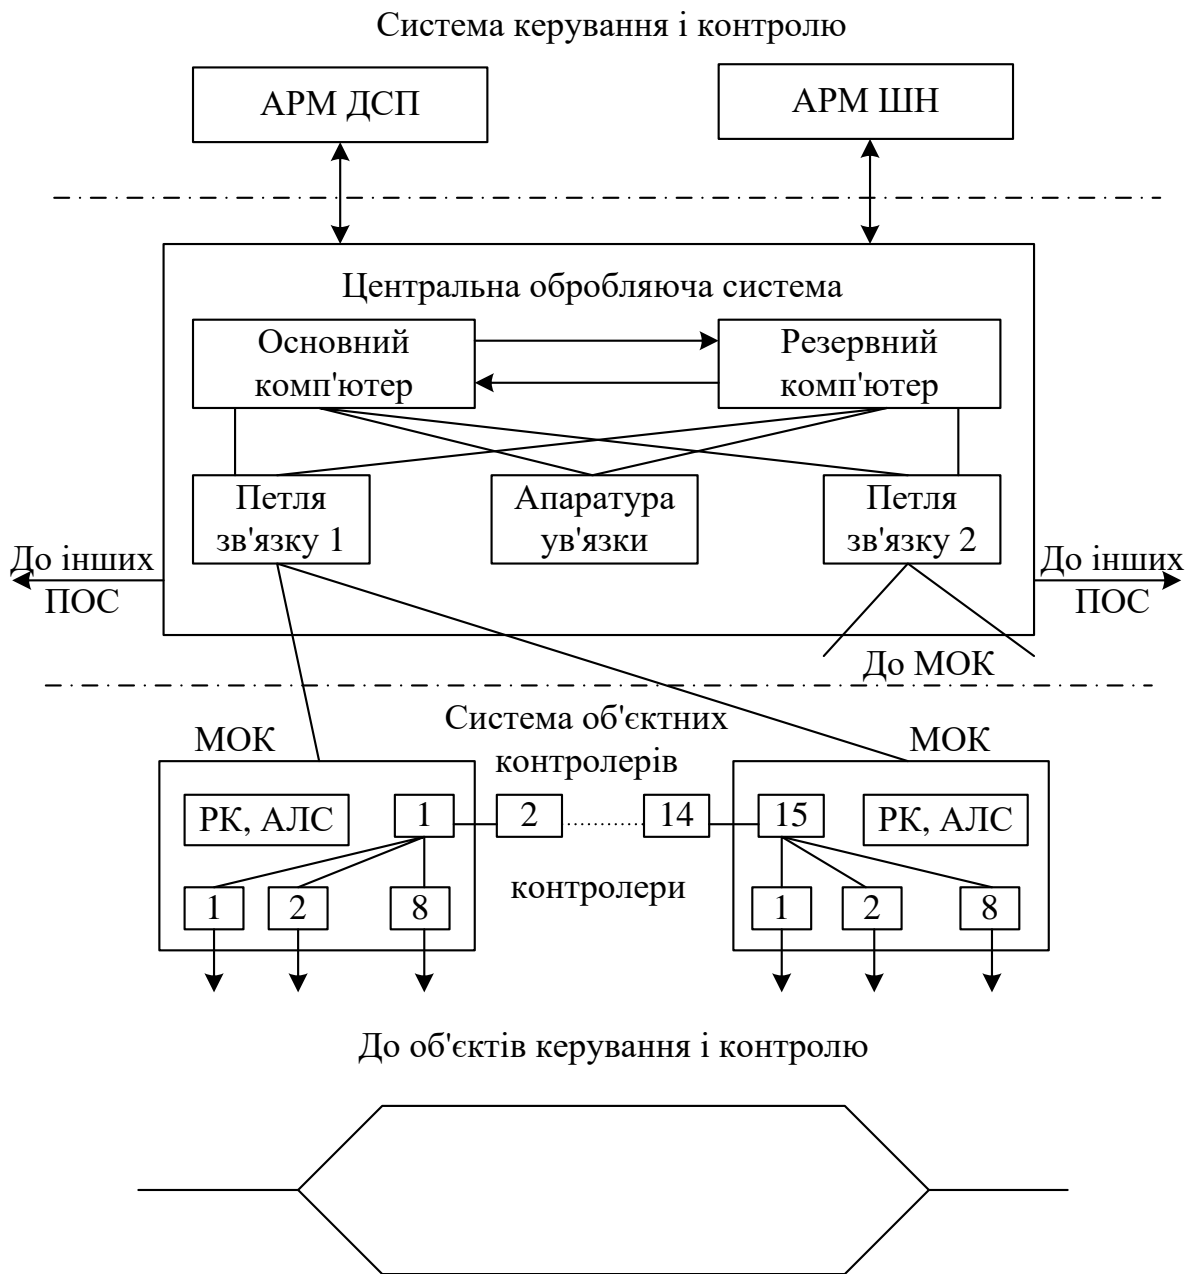 Система керування і контролю
АРМ ДСП
АРМ ШН
Центральна обробляюча система
Основний
комп'ютер
Резервний
комп'ютер
Петля
зв'язку 1
Апаратура
ув'язки
Петля
зв'язку 2
До інших
ПОС
До інших
ПОС
До МОК
Система об'єктних
контролерів
МОК
МОК
РК, АЛС
1
2
14
15
РК, АЛС
контролери
1
2
8
1
2
8
До об'єктів керування і контролю